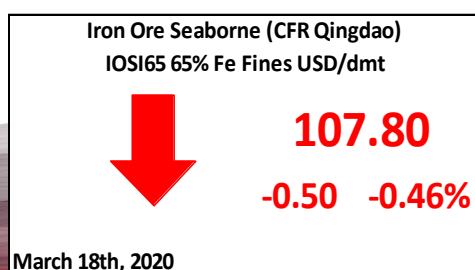 Iron Ore Seaborne (CFR Qingdao)
IOSI65 65% Fe Fines USD/dmt
107.80
-0.50 -0.46%
March 18th, 2020